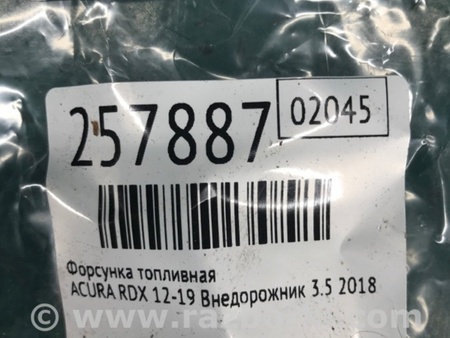 257887 02045
Форсунка топливная
ACURA RDX 12-19 Внедорожник 3.5 2018